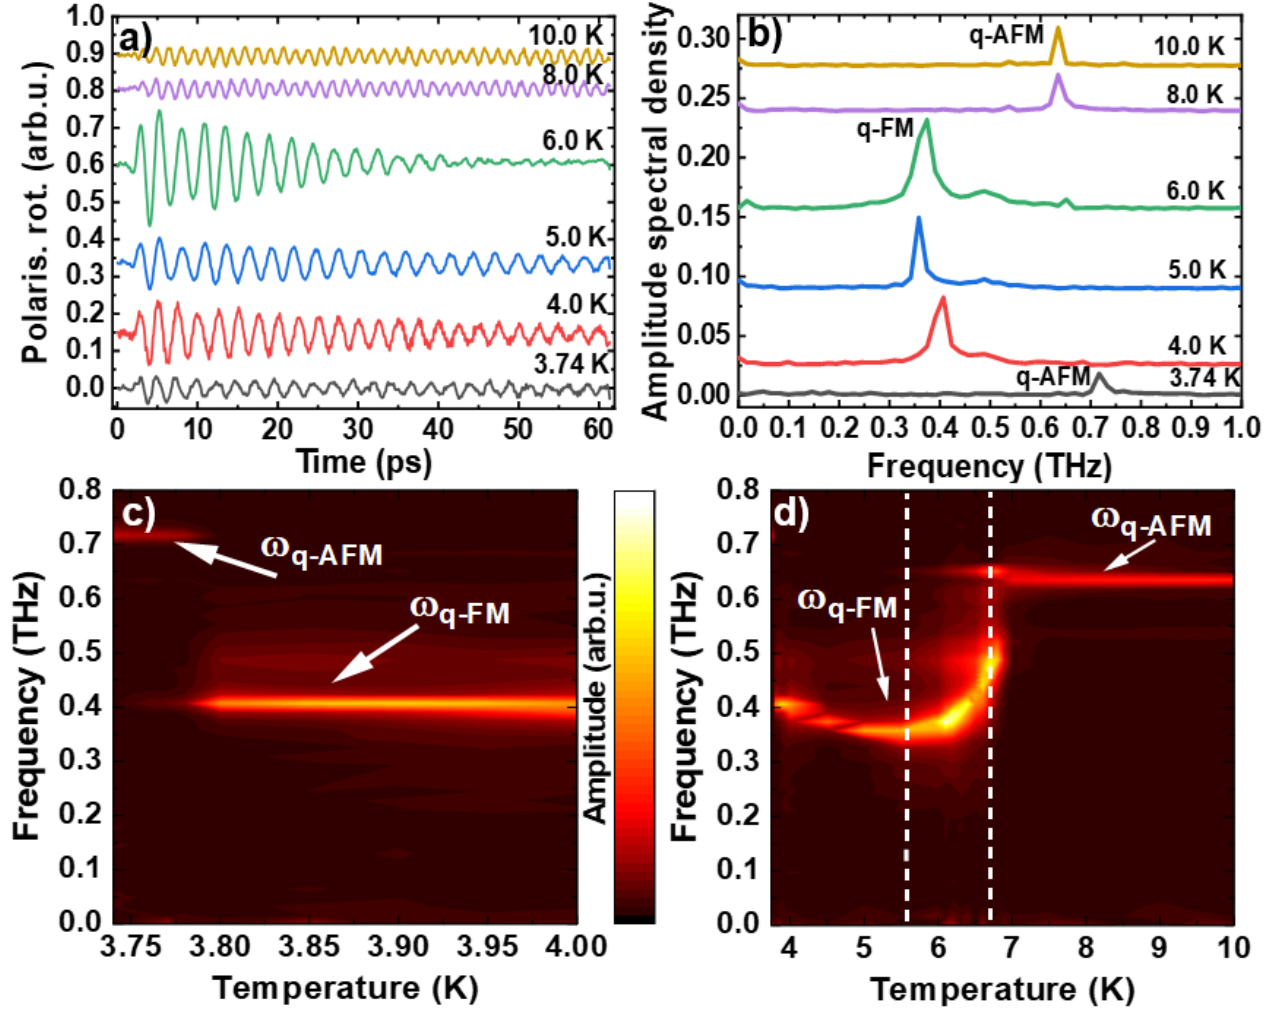 a)
Polaris. rot. (arb.u.)
1.0
0.9
0.8
0.7
0.6
0.5
0.4
0.3
0.2
0.1
0.0
10.0 K
8.0 K
6.0 K
5.0 K
4.0 K
3.74 K
0 10 20 30 40 50 60
Time (ps)
b)
Amplitude spectral density
0.30
0.25
0.20
0.15
0.10
0.05
0.00
q-AFM
10.0 K
8.0 K
q-FM
6.0 K
5.0 K
4.0 K
q-AFM
3.74 K
0.0 0.1 0.2 0.3 0.4 0.5 0.6 0.7 0.8 0.9 1.0
Frequency (THz)
c)
Frequency (THz)
0.8
0.7
0.6
0.5
0.4
0.3
0.2
0.1
0.0
ωq-AFM
ωq-FM
3.75 3.80 3.85 3.90 3.95 4.00
Temperature (K)
Amplitude (arb.u.)
d)
Frequency (THz)
0.8
0.7
0.6
0.5
0.4
0.3
0.2
0.1
0.0
ωq-AFM
ωq-FM
4 5 6 7 8 9 10
Temperature (K)